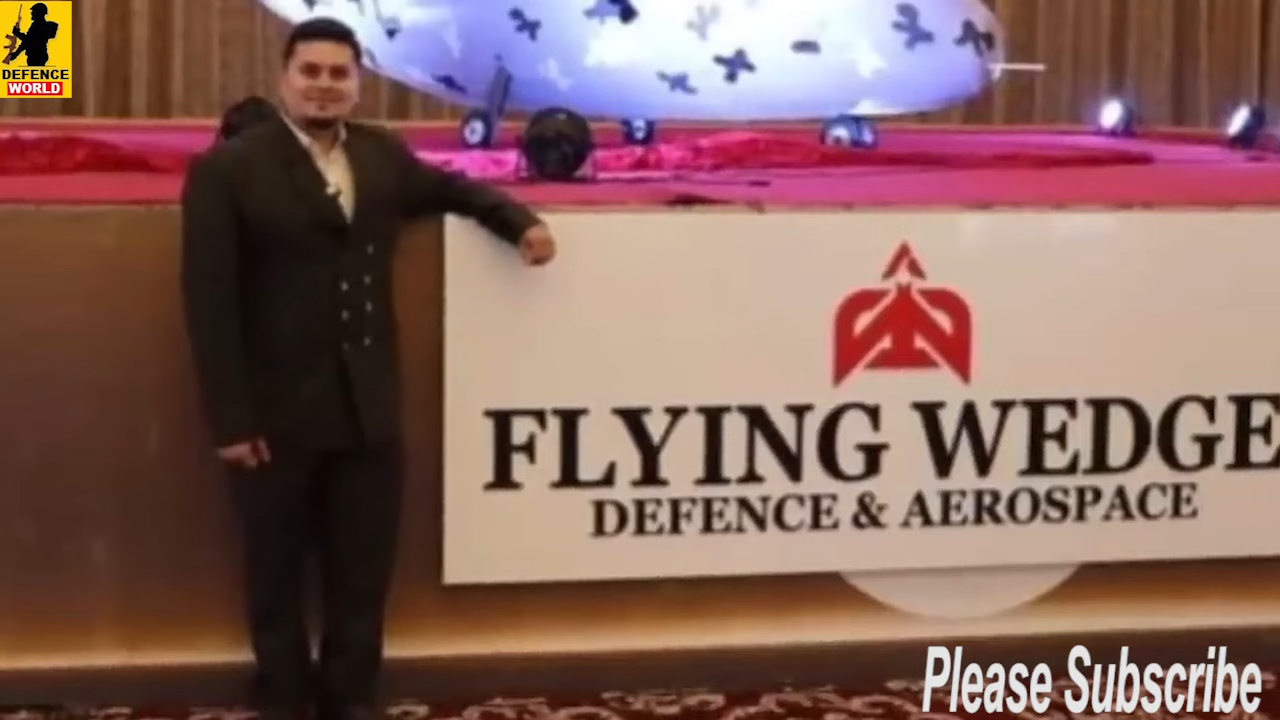 DEFENCE
WORLD
FLYING WEDGE
DEFENCE & AEROSPACE
Please Subscribe